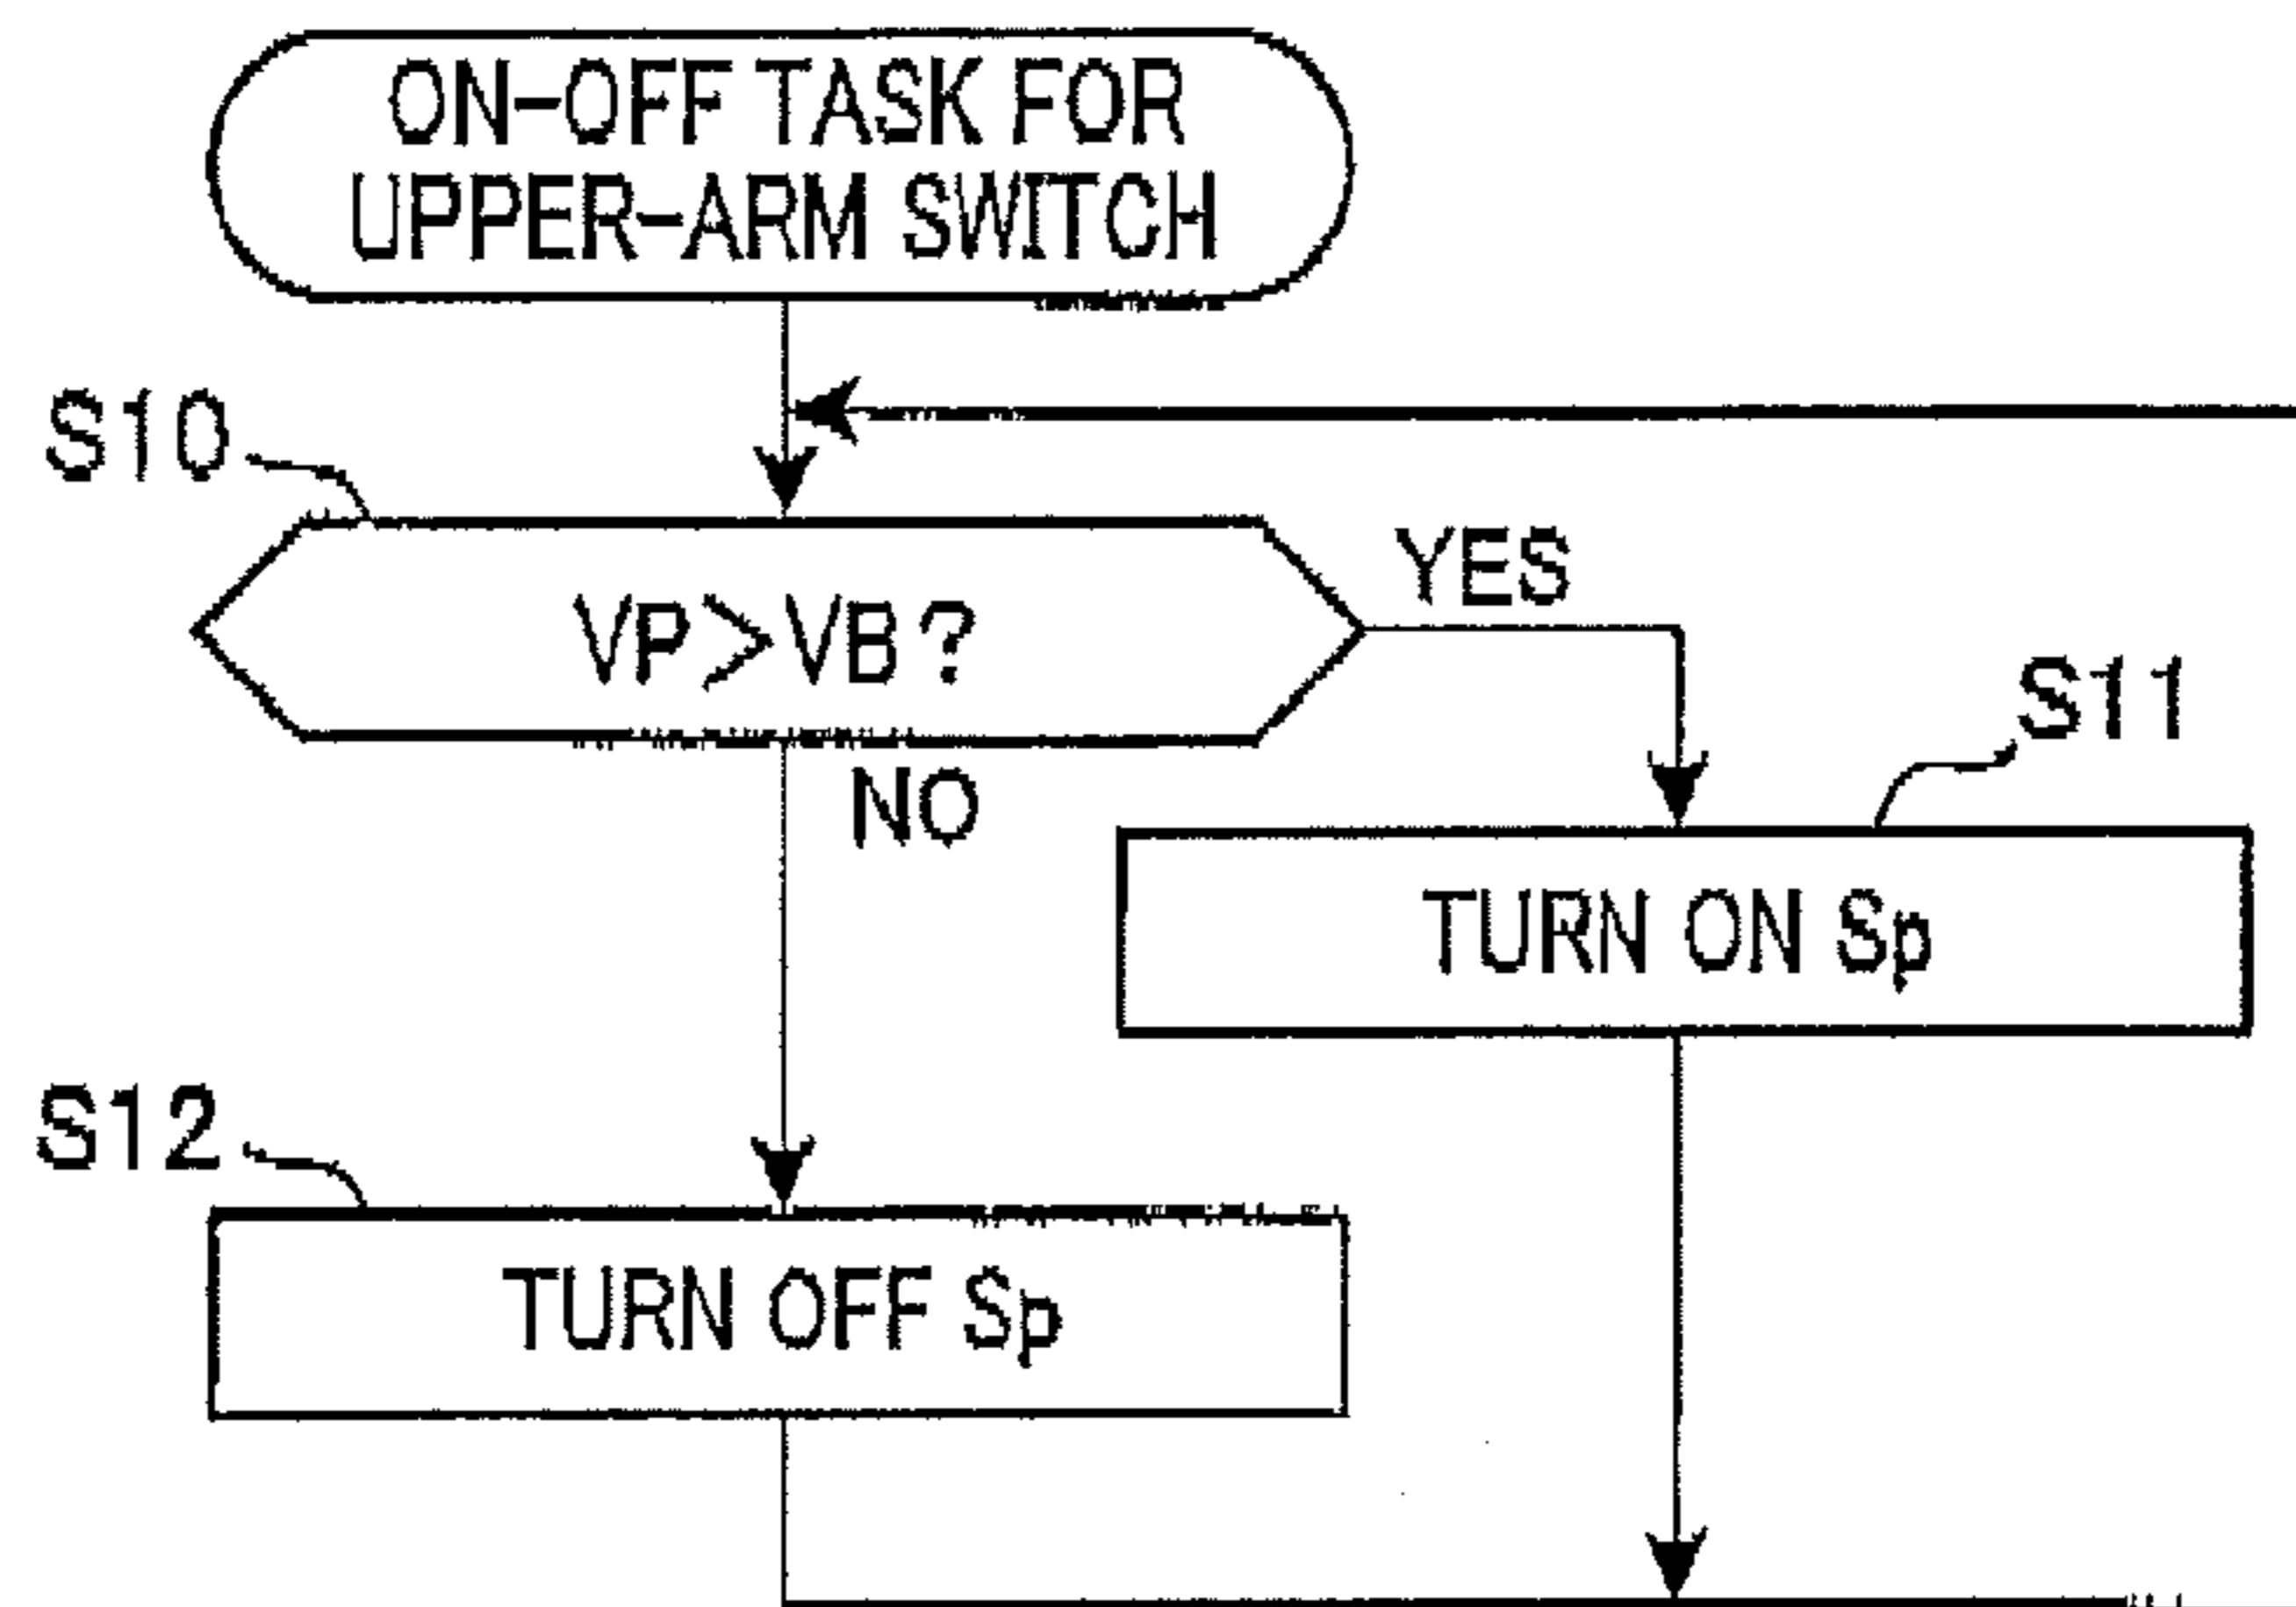 ON-OFF TASK FOR
UPPER-ARM SWITCH
S10
VP>VB?
YES
S11
NO
TURN ON Sp
S12
TURN OFF Sp